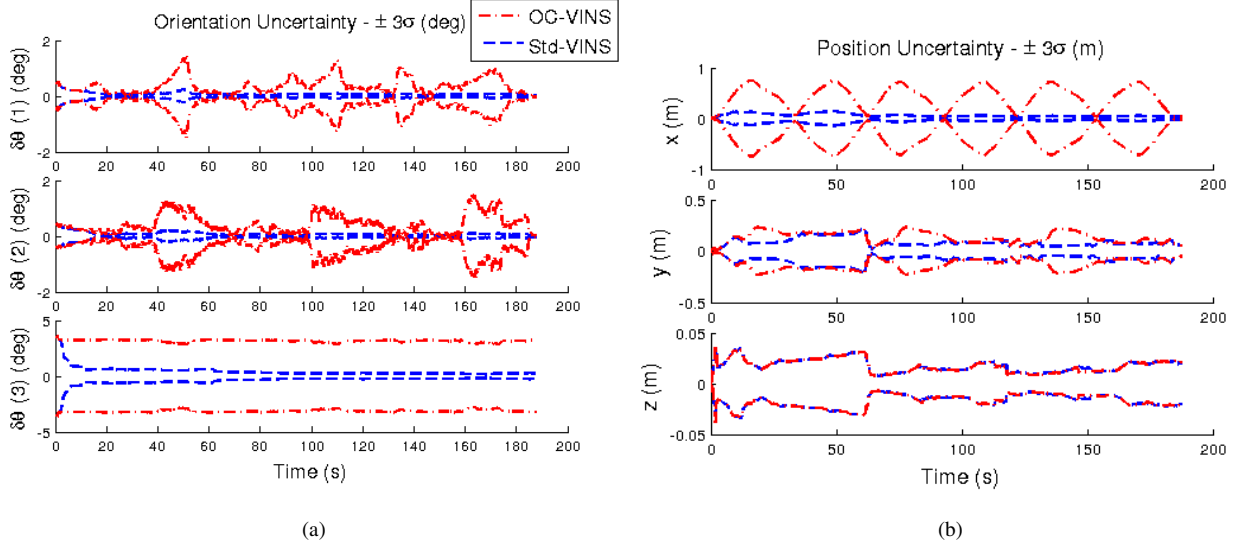 Orientation Uncertainty - ± 3σ (deg)
OC-VINS
Std-VINS
δθ (1) (deg)
2
0
-2
0 20 40 60 80 100 120 140 160 180 200
δθ (2) (deg)
2
0
-2
0 20 40 60 80 100 120 140 160 180 200
δθ (3) (deg)
5
0
-5
0 20 40 60 80 100 120 140 160 180 200
Time (s)
(a)
Position Uncertainty - ± 3σ (m)
x (m)
1
0
-1
0 50 100 150 200
y (m)
0.5
0
-0.5
0 50 100 150 200
z (m)
0.05
0
-0.05
0 50 100 150 200
Time (s)
(b)